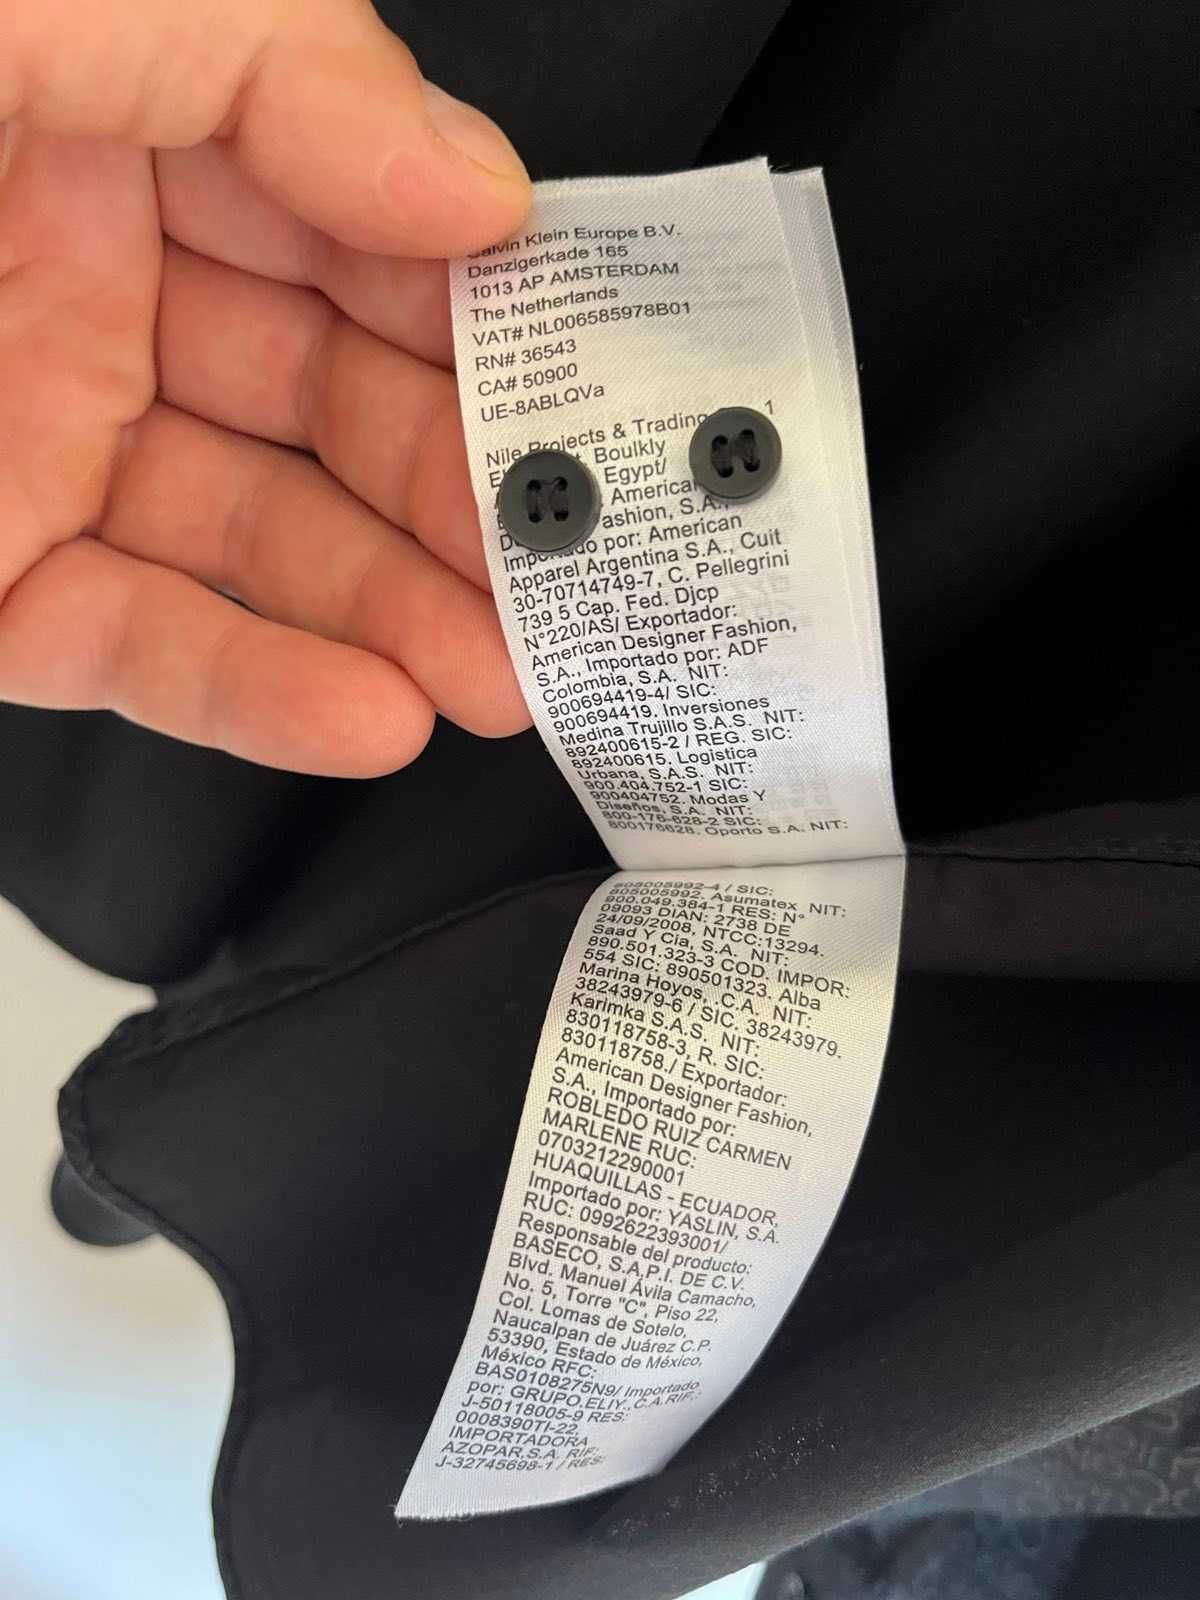 Calvin Klein Europe B.V.
Danzigerkade 165
1013 AP AMSTERDAM
The Netherlands
VAT# NL006585978B01
RN# 36543
CA# 50900
UE-8ABLQVa
Nile Projects & Trading 1
Boulkly
Egypt/
American
Fashion, S.A.,
Importado por: American
Apparel Argentina S.A., Cuit
30-70714749-7, C. Pellegrini
739 5 Cap. Fed. Djcp
N°220/AS/ Exportador:
American Designer Fashion,
S.A., Importado por: ADF
Colombia, S.A. NIT:
900694419-4/ SIC:
900694419. Inversiones
Medina Trujillo S.A.S. NIT:
892400615-2 / REG. SIC:
892400615. Logistica
Urbana, S.A.S. NIT:
900.404.752-1 SIC:
900404752. Modas Y
Diseños, S.A. NIT:
800-176-628-2 SIC:
800176628. Oporto S.A. NIT:
805005992-4 / SIC:
805005992. Asumatex NIT:
900.049.384-1 RES: N°
09093 DIAN: 2738 DE
24/09/2008. NTCC:13294.
Saad Y Cia, S.A. NIT:
890.501.323-3 COD. IMPOR:
554 SIC: 890501323. Alba
Marina Hoyos, .C.A. NIT:
38243979-6 / SIC. 38243979.
Karimka S.A.S. NIT:
830118758-3, R. SIC:
830118758./ Exportador:
American Designer Fashion,
S.A., Importado por:
ROBLEDO RUIZ CARMEN
MARLENE RUC:
0703212290001
HUAQUILLAS - ECUADOR,
Importado por: YASLIN, S.A.
RUC: 0992622393001/
Responsable del producto:
BASECO, S.A.P.I. DE C.V.
Blvd. Manuel Ávila Camacho,
No. 5, Torre "C", Piso 22,
Col. Lomas de Sotelo,
Naucalpan de Juárez C.P.
53390, Estado de México,
México RFC:
BAS0108275N9/ Importado
por: GRUPO.ELIY., C.A.RIF.:
J-50118005-9 RES:
0008390TI-22,
IMPORTADORA
AZOPAR,S.A. RIF:
J-32745698-1 / RES: